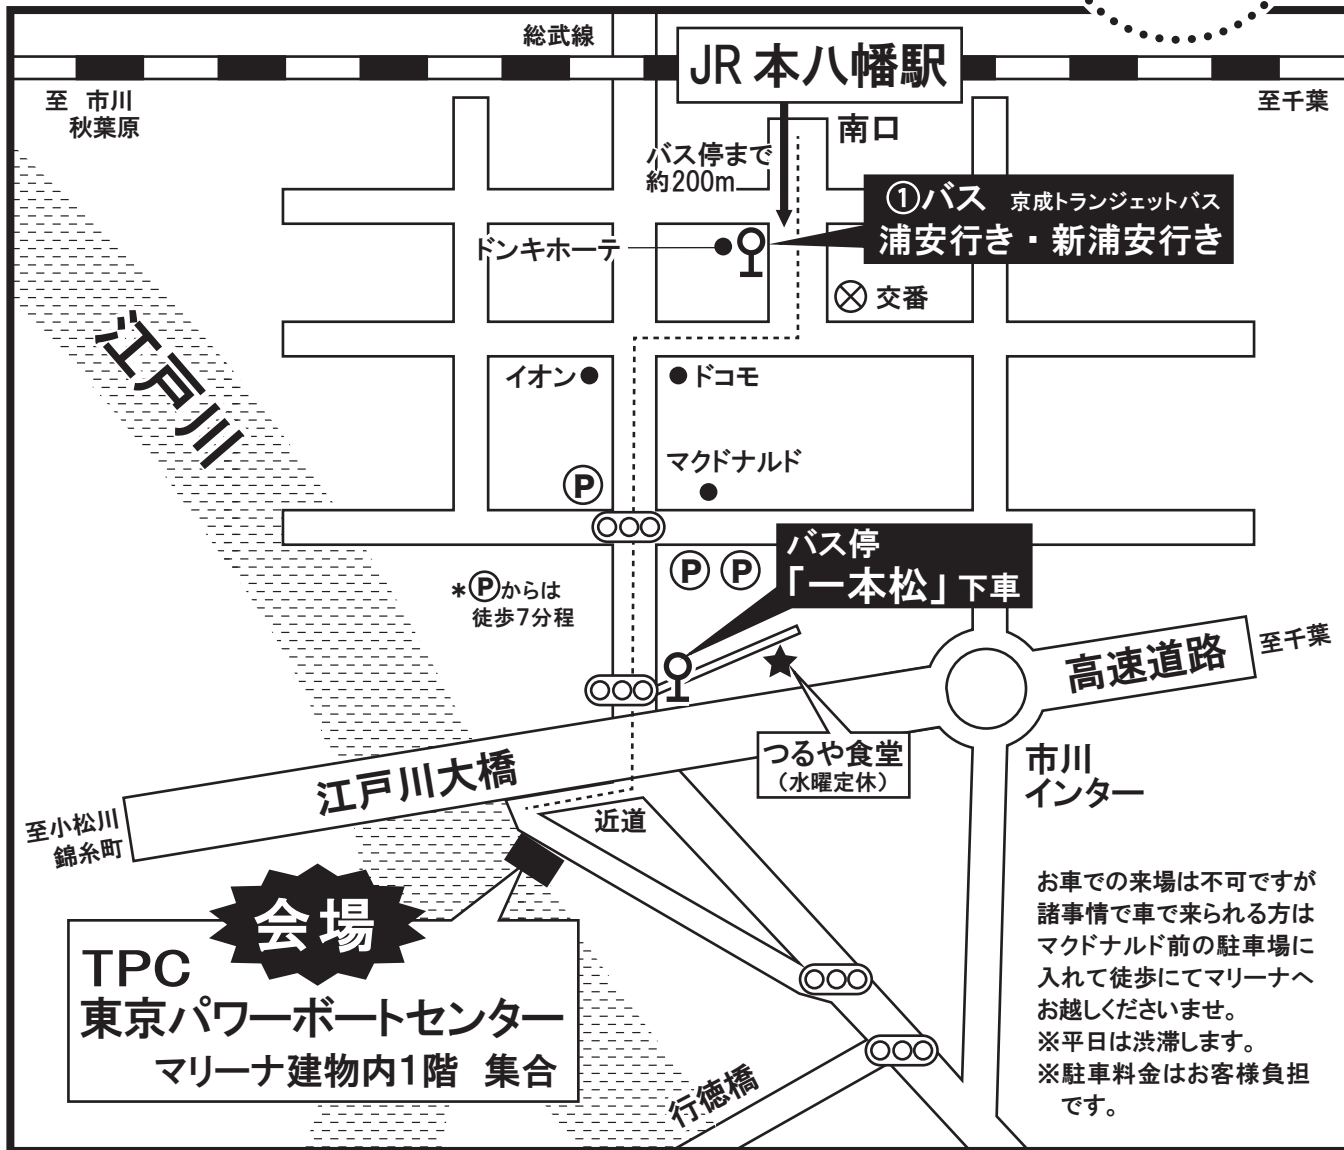 総武線
JR 本八幡駅
至 市川
秋葉原
至千葉
南口
バス停まで
約200m
①バス 京成トランジェットバス
浦安行き・新浦安行き
ドンキホーテ
交番
江戸川
イオン
ドコモ
マクドナルド
P
バス停
「一本松」下車
P P
*Pからは
徒歩7分程
高速道路
至千葉
つるや食堂
(水曜定休)
市川
インター
江戸川大橋
至小松川
錦糸町
近道
会場
TPC
東京パワーボートセンター
マリーナ建物内1階 集合
行徳橋
お車での来場は不可ですが
諸事情で車で来られる方は
マクドナルド前の駐車場に
入れて徒歩にてマリーナへ
お越しくださいませ。
※平日は渋滞します。
※駐車料金はお客様負担
です。